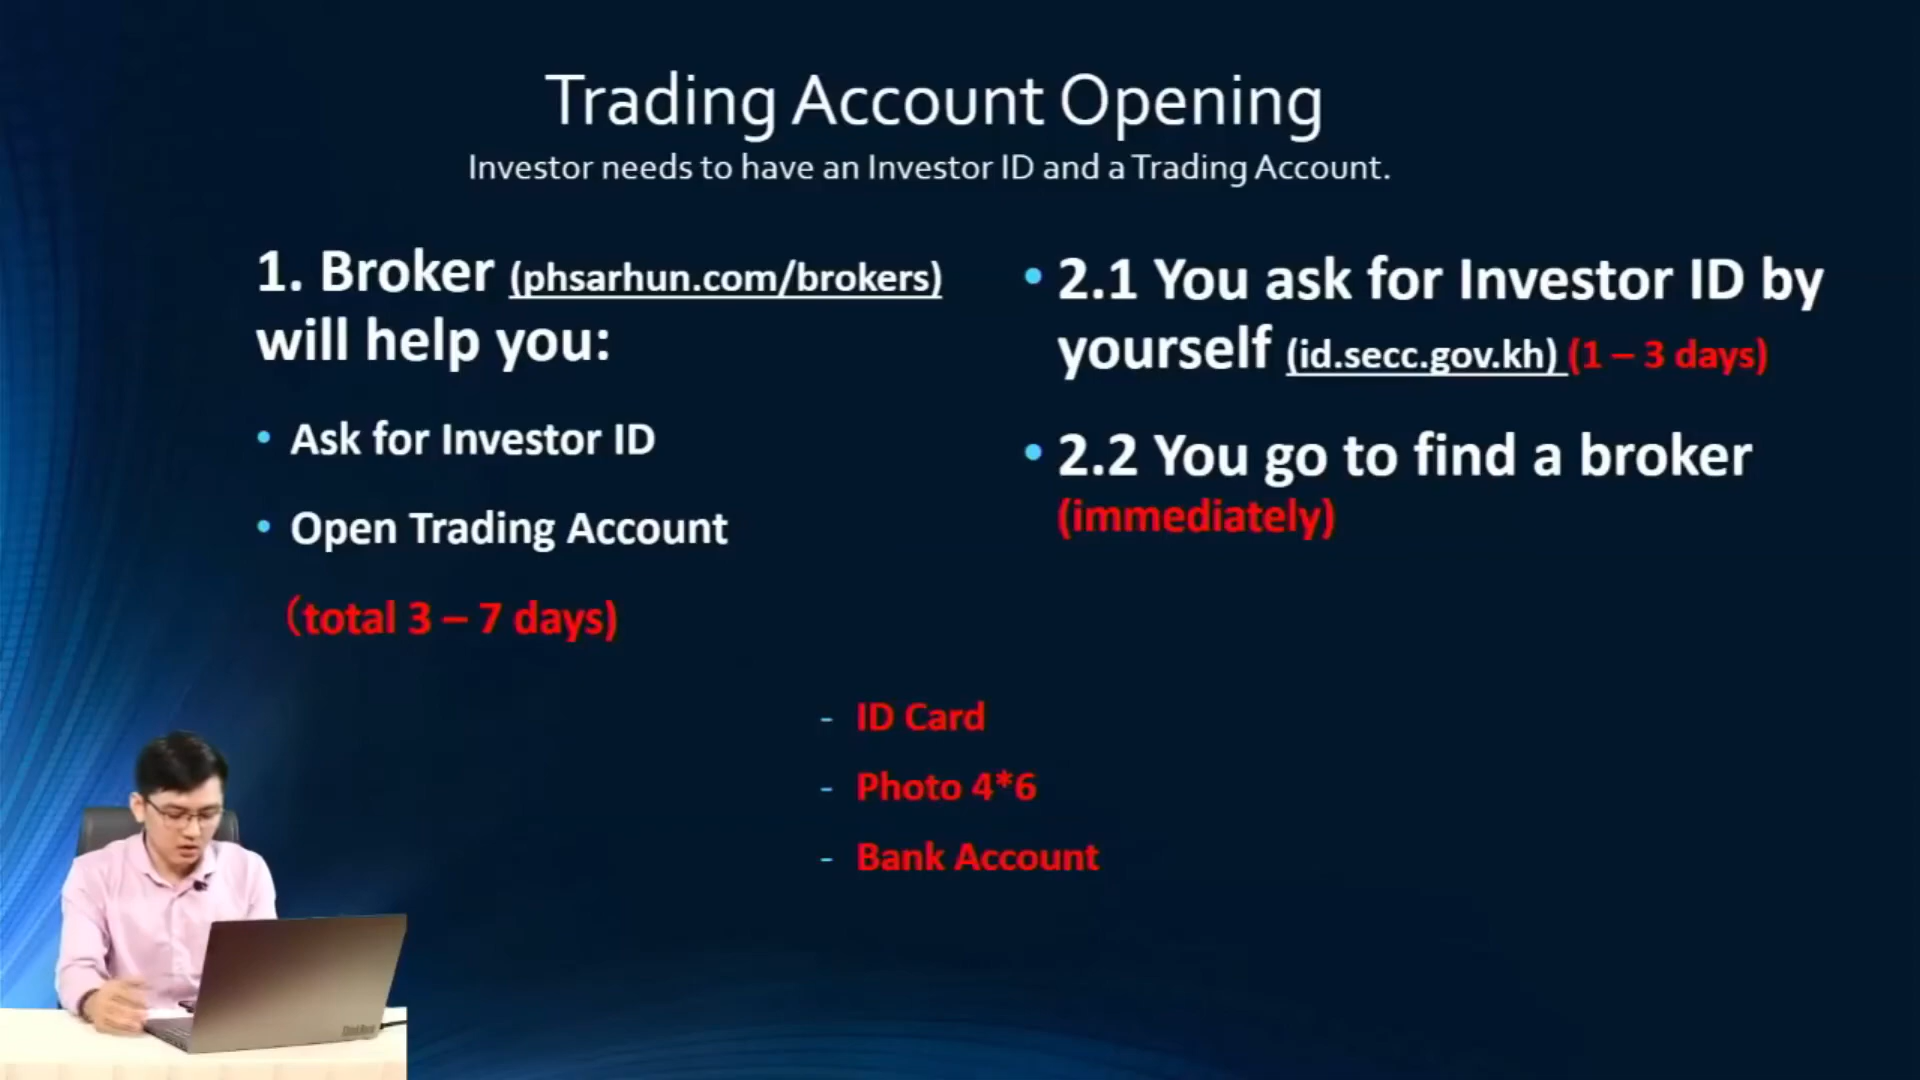 Trading Account Opening
Investor needs to have an Investor ID and a Trading Account.
1. Broker (phsarhun.com/brokers)
will help you:
• Ask for Investor ID
• Open Trading Account
(total 3 – 7 days)
• 2.1 You ask for Investor ID by
yourself (id.secc.gov.kh) (1 – 3 days)
• 2.2 You go to find a broker
(immediately)
- ID Card
- Photo 4*6
- Bank Account